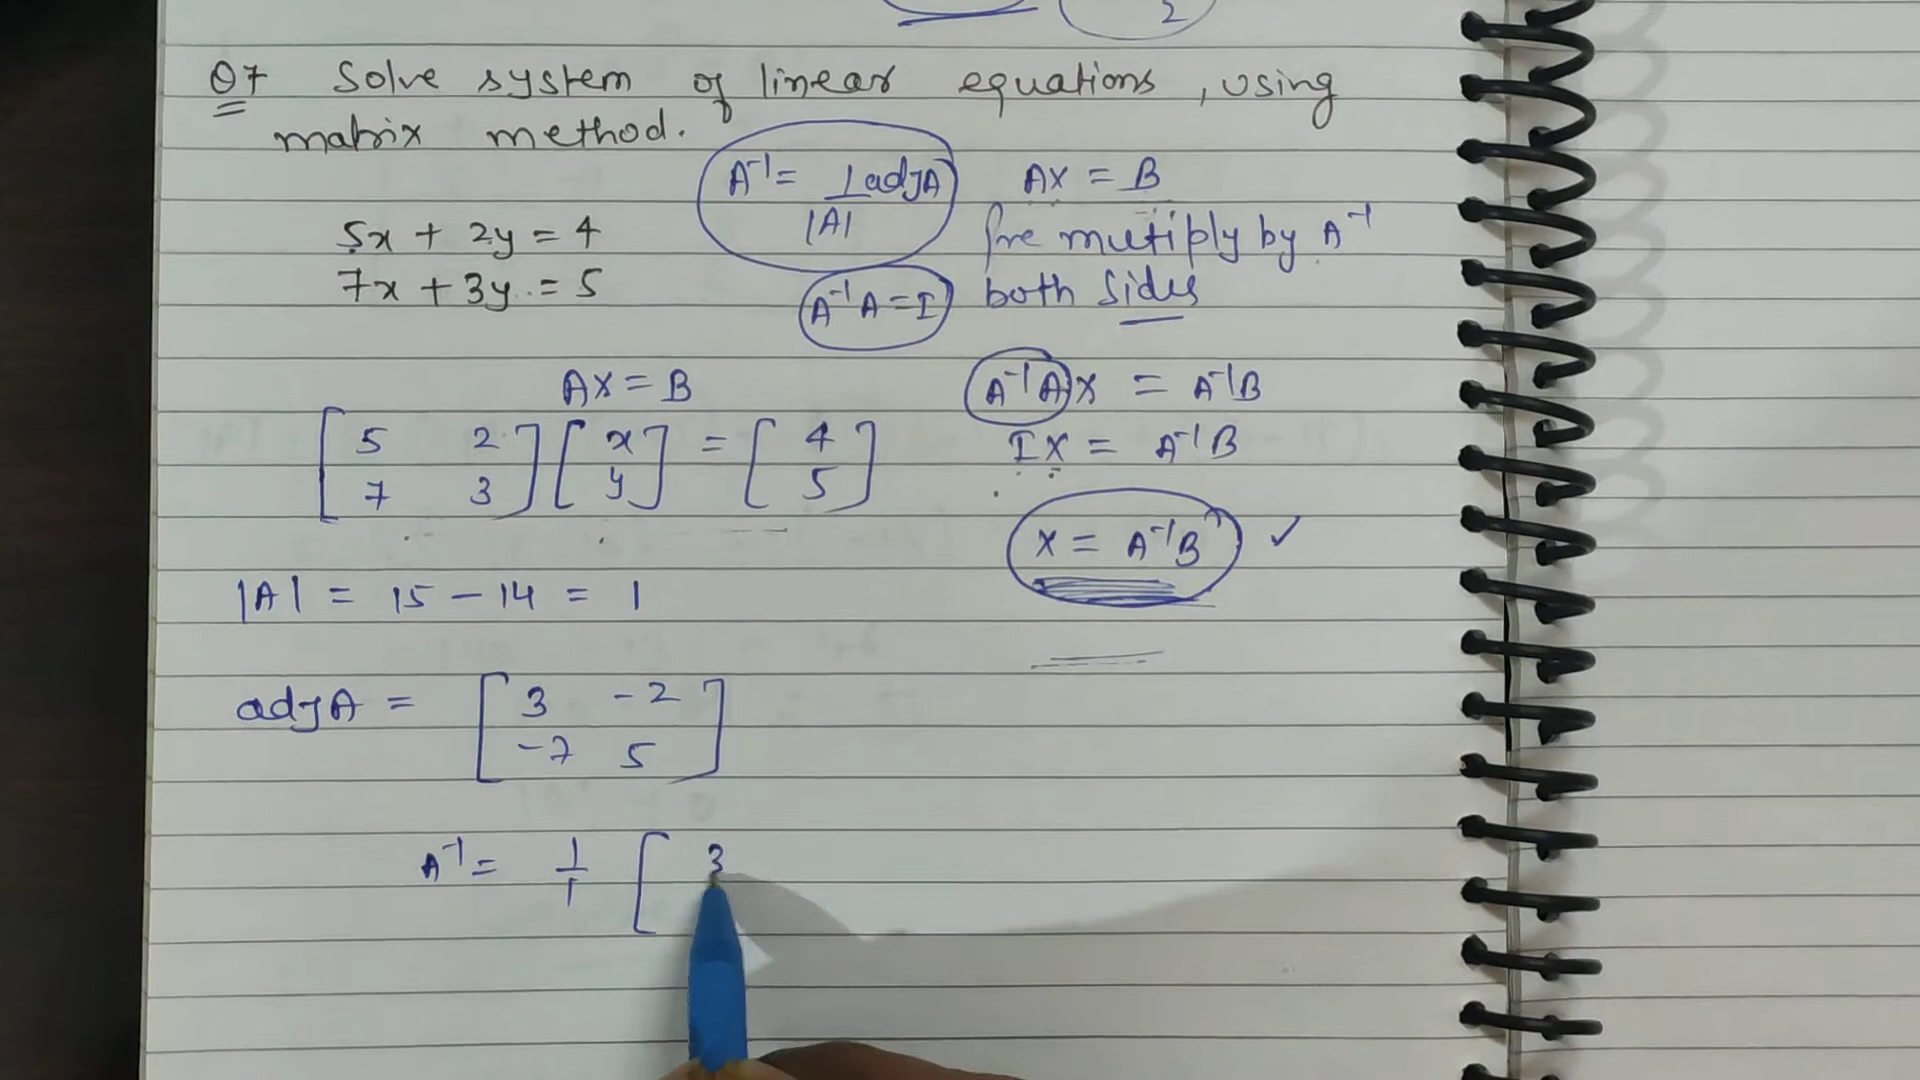 2
Q7 Solve system of linear equations, using
matrix method.
A⁻¹ = 1/|A| adjA
AX = B
Pre mutiply by A⁻¹
both Sides
5x + 2y = 4
7x + 3y = 5
A⁻¹A = I
AX = B
A⁻¹AX = A⁻¹B
[5 2; 7 3] [x; y] = [4; 5]
IX = A⁻¹B
X = A⁻¹B ✓
|A| = 15 - 14 = 1
adjA = [3 -2; -7 5]
A⁻¹ = 1/1 [ 3